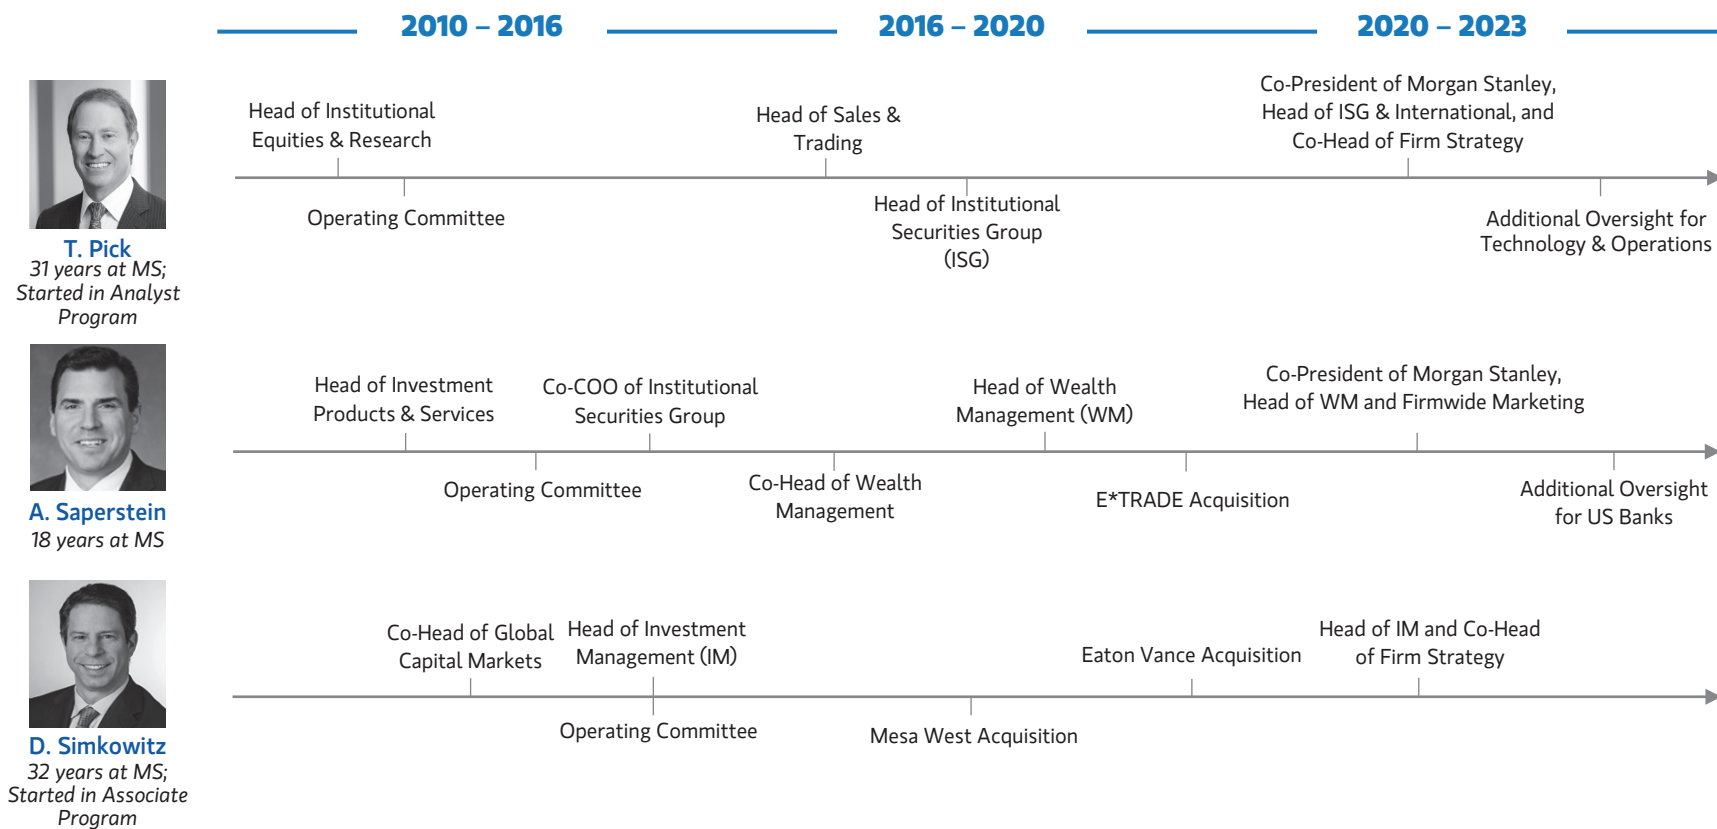 2010 – 2016
2016 – 2020
2020 – 2023
Head of Institutional
Equities & Research
Operating Committee
Head of Sales &
Trading
Head of Institutional
Securities Group
(ISG)
Co-President of Morgan Stanley,
Head of ISG & International, and
Co-Head of Firm Strategy
Additional Oversight for
Technology & Operations
T. Pick
31 years at MS;
Started in Analyst
Program
Head of Investment
Products & Services
Operating Committee
Co-COO of Institutional
Securities Group
Co-Head of Wealth
Management
Head of Wealth
Management (WM)
E*TRADE Acquisition
Co-President of Morgan Stanley,
Head of WM and Firmwide Marketing
Additional Oversight
for US Banks
A. Saperstein
18 years at MS
Co-Head of Global
Capital Markets
Head of Investment
Management (IM)
Operating Committee
Mesa West Acquisition
Eaton Vance Acquisition
Head of IM and Co-Head
of Firm Strategy
D. Simkowitz
32 years at MS;
Started in Associate
Program